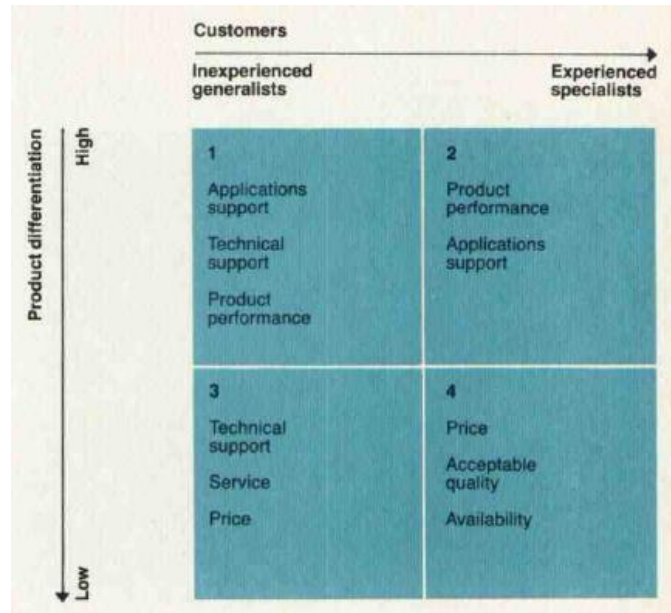 Customers
Inexperienced
generalists
Experienced
specialists
Product differentiation
High
Low
1
Applications
support
Technical
support
Product
performance
2
Product
performance
Applications
support
3
Technical
support
Service
Price
4
Price
Acceptable
quality
Availability